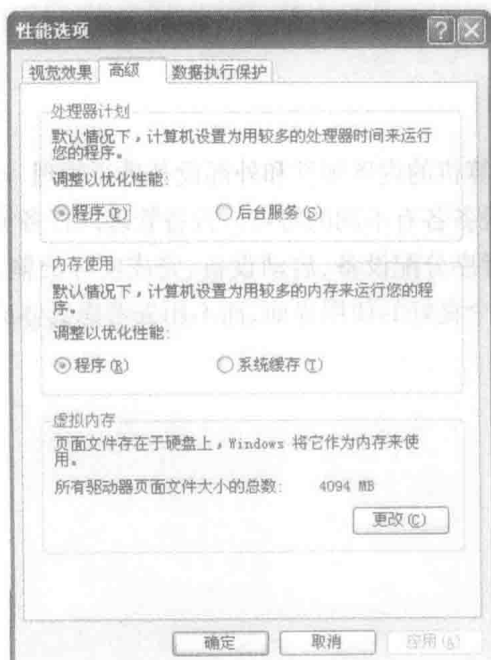 性能选项
视觉效果 高级 数据执行保护
处理器计划
默认情况下，计算机设置为用较多的处理器时间来运行
您的程序。
调整以优化性能:
程序(P) 后台服务(S)
内存使用
默认情况下，计算机设置为用较多的内存来运行您的程
序。
调整以优化性能:
程序(R) 系统缓存(T)
虚拟内存
页面文件存在于硬盘上，Windows 将它作为内存来使
用。
所有驱动器页面文件大小的总数: 4094 MB
更改(C)
确定 取消 应用(A)